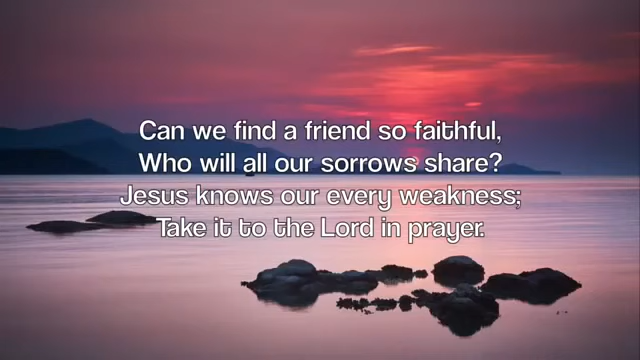 Can we find a friend so faithful,
Who will all our sorrows share?
Jesus knows our every weakness;
Take it to the Lord in prayer.